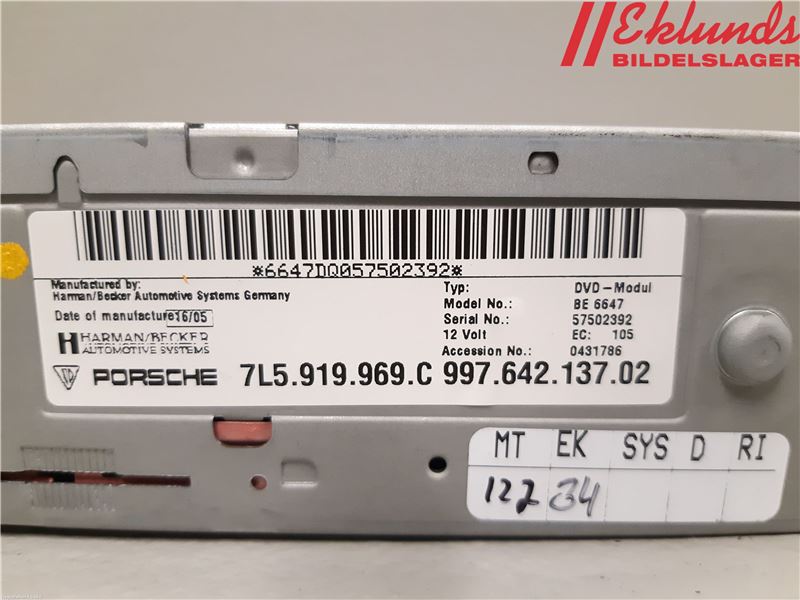 Eklunds
BILDELSLAGER
*6647DQ057502392*
Manufactured by:
Harman/Becker Automotive Systems Germany
Date of manufacture: 16/05
HARMAN/BECKER
AUTOMOTIVE SYSTEMS
Typ: DVD-Modul
Model No.: BE 6647
Serial No.: 57502392
12 Volt EC: 105
Accession No.: 0431786
PORSCHE 7L5.919.969.C 997.642.137.02
MT EK SYS D RI
122 34